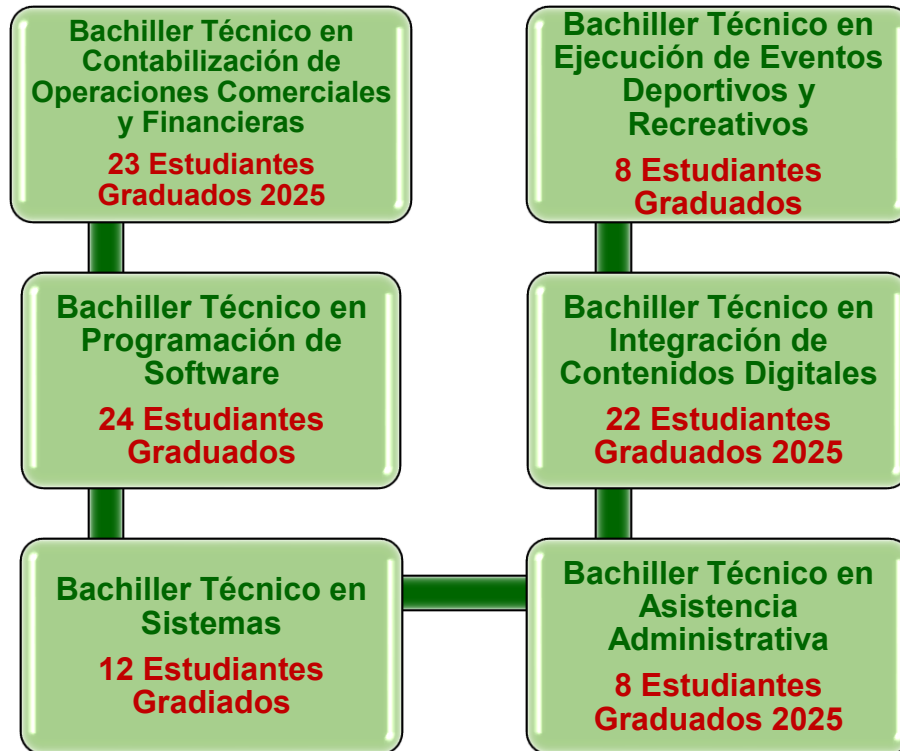 Bachiller Técnico en
Contabilización de
Operaciones Comerciales
y Financieras
23 Estudiantes
Graduados 2025
Bachiller Técnico en
Programación de
Software
24 Estudiantes
Graduados
Bachiller Técnico en
Sistemas
12 Estudiantes
Gradiados
Bachiller Técnico en
Asistencia
Administrativa
8 Estudiantes
Graduados 2025
Bachiller Técnico en
Integración de
Contenidos Digitales
22 Estudiantes
Graduados 2025
Bachiller Técnico en
Ejecución de Eventos
Deportivos y
Recreativos
8 Estudiantes
Graduados